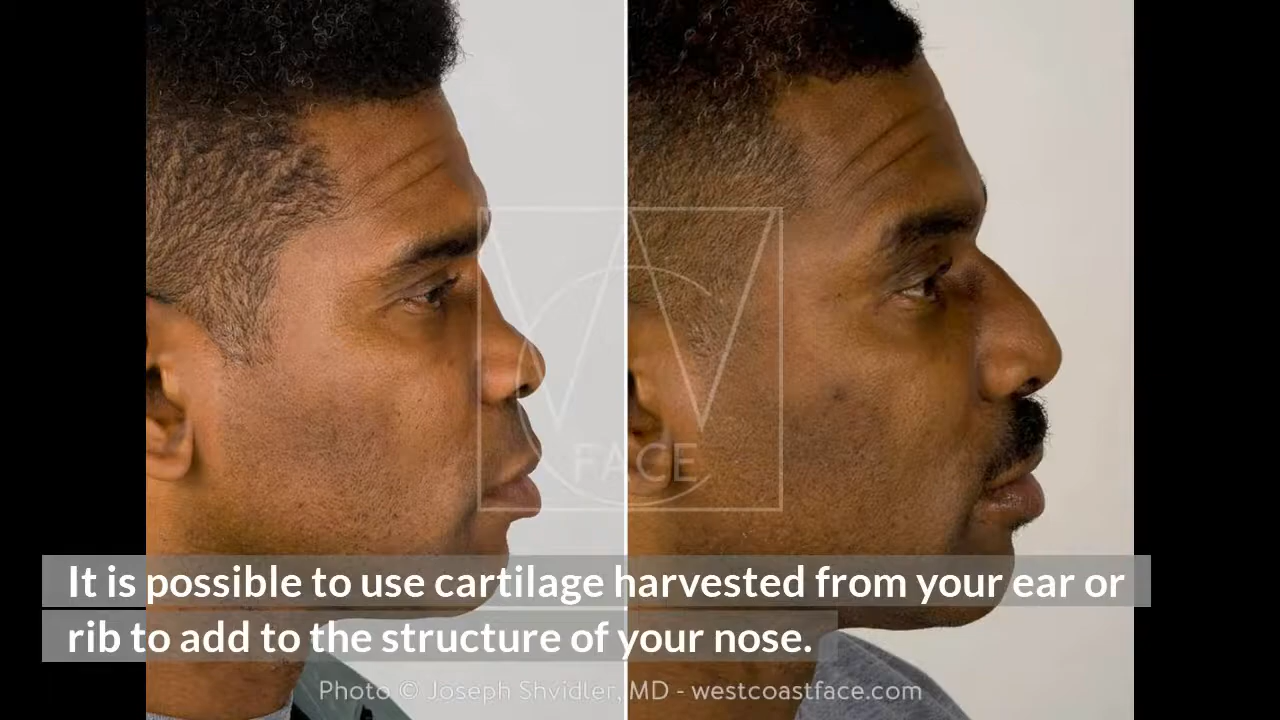 FACE
It is possible to use cartilage harvested from your ear or
rib to add to the structure of your nose.
Photo © Joseph Shvidler, MD - westcoastface.com